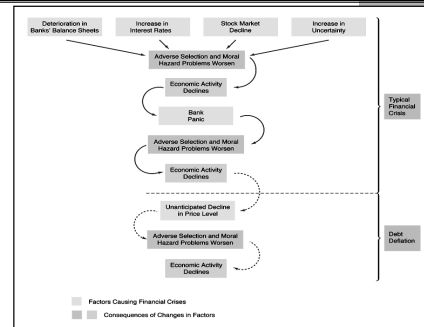 Deterioration in
Banks' Balance Sheets
Increase in
Interest Rates
Stock Market
Decline
Increase in
Uncertainty
Adverse Selection and Moral
Hazard Problems Worsen
Economic Activity
Declines
Bank
Panic
Adverse Selection and Moral
Hazard Problems Worsen
Economic Activity
Declines
Typical
Financial
Crisis
Unanticipated Decline
in Price Level
Adverse Selection and Moral
Hazard Problems Worsen
Economic Activity
Declines
Debt
Deflation
Factors Causing Financial Crises
Consequences of Changes in Factors